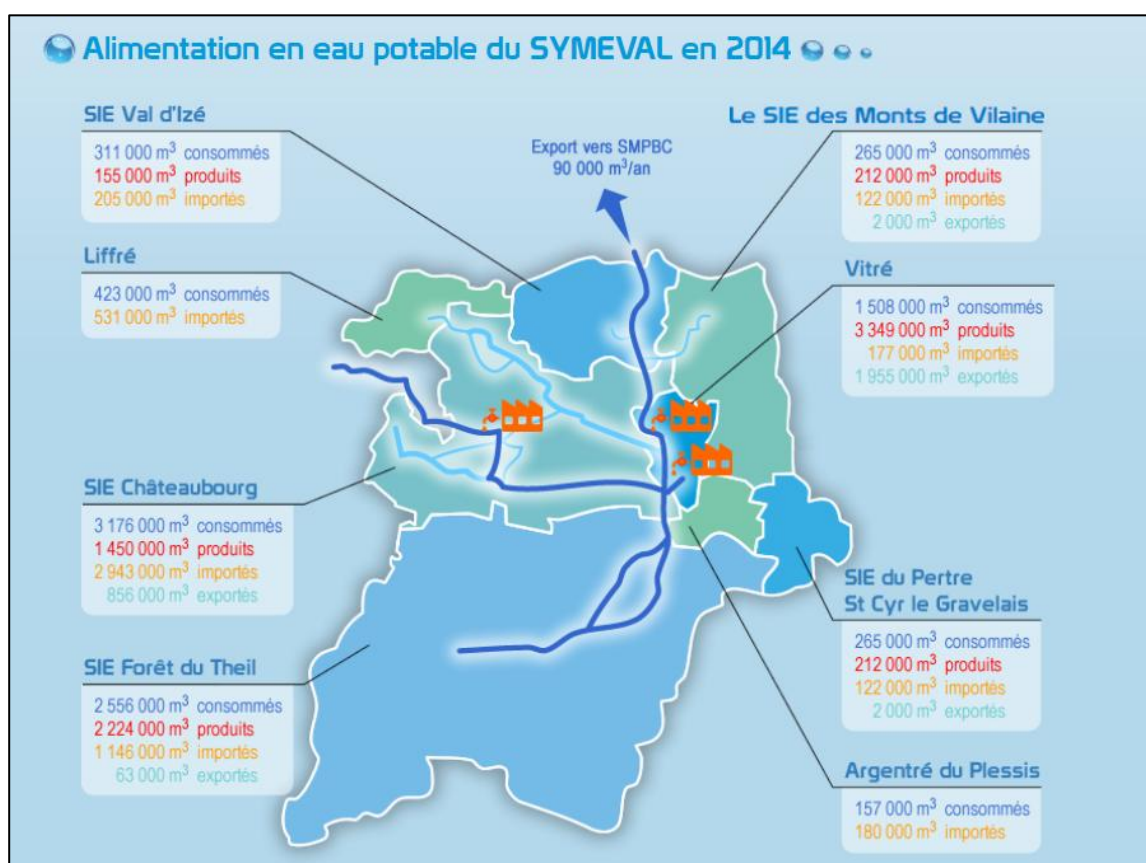 Alimentation en eau potable du SYMEVAL en 2014
SIE Val d'Izé
311 000 m³ consommés
155 000 m³ produits
205 000 m³ importés
Liffré
423 000 m³ consommés
531 000 m³ importés
SIE Châteaubourg
3 176 000 m³ consommés
1 450 000 m³ produits
2 943 000 m³ importés
856 000 m³ exportés
SIE Forêt du Theil
2 556 000 m³ consommés
2 224 000 m³ produits
1 146 000 m³ importés
63 000 m³ exportés
Export vers SMPBC
90 000 m³/an
Le SIE des Monts de Vilaine
265 000 m³ consommés
212 000 m³ produits
122 000 m³ importés
2 000 m³ exportés
Vitré
1 508 000 m³ consommés
3 349 000 m³ produits
177 000 m³ importés
1 955 000 m³ exportés
SIE du Pertre
St Cyr le Gravelais
265 000 m³ consommés
212 000 m³ produits
122 000 m³ importés
2 000 m³ exportés
Argentré du Plessis
157 000 m³ consommés
180 000 m³ importés